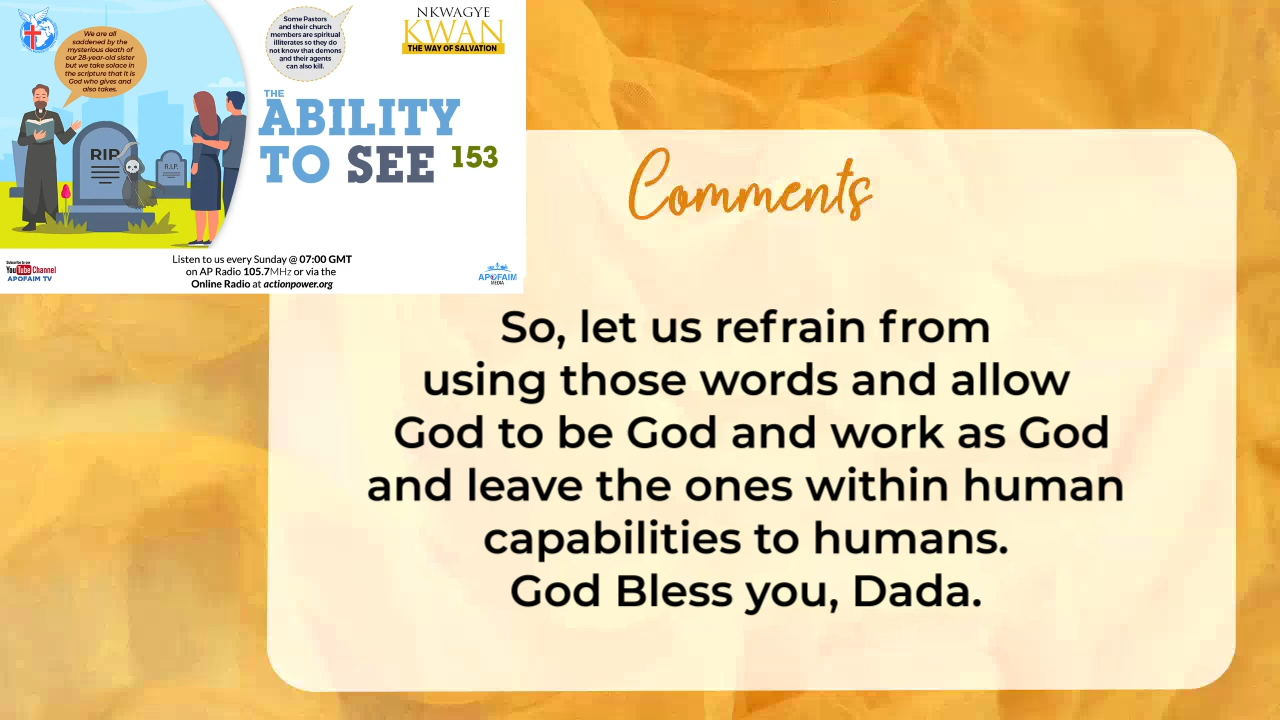 We are all
saddened by the
mysterious death of
our 28-year-old sister
but we take solace in
the scripture that it is
God who gives and
also takes.
RIP
R.I.P.
Some Pastors
and their church
members are spiritual
illiterates so they do
not know that demons
and their agents
can also kill.
NKWAGYE
KWAN
THE WAY OF SALVATION
THE
ABILITY
TO SEE 153
Listen to us every Sunday @ 07:00 GMT
on AP Radio 105.7MHz or via the
Online Radio at actionpower.org
Subscribe to our
YouTube Channel
APOFAIM TV
APOFAIM
MEDIA
Comments
So, let us refrain from
using those words and allow
God to be God and work as God
and leave the ones within human
capabilities to humans.
God Bless you, Dada.